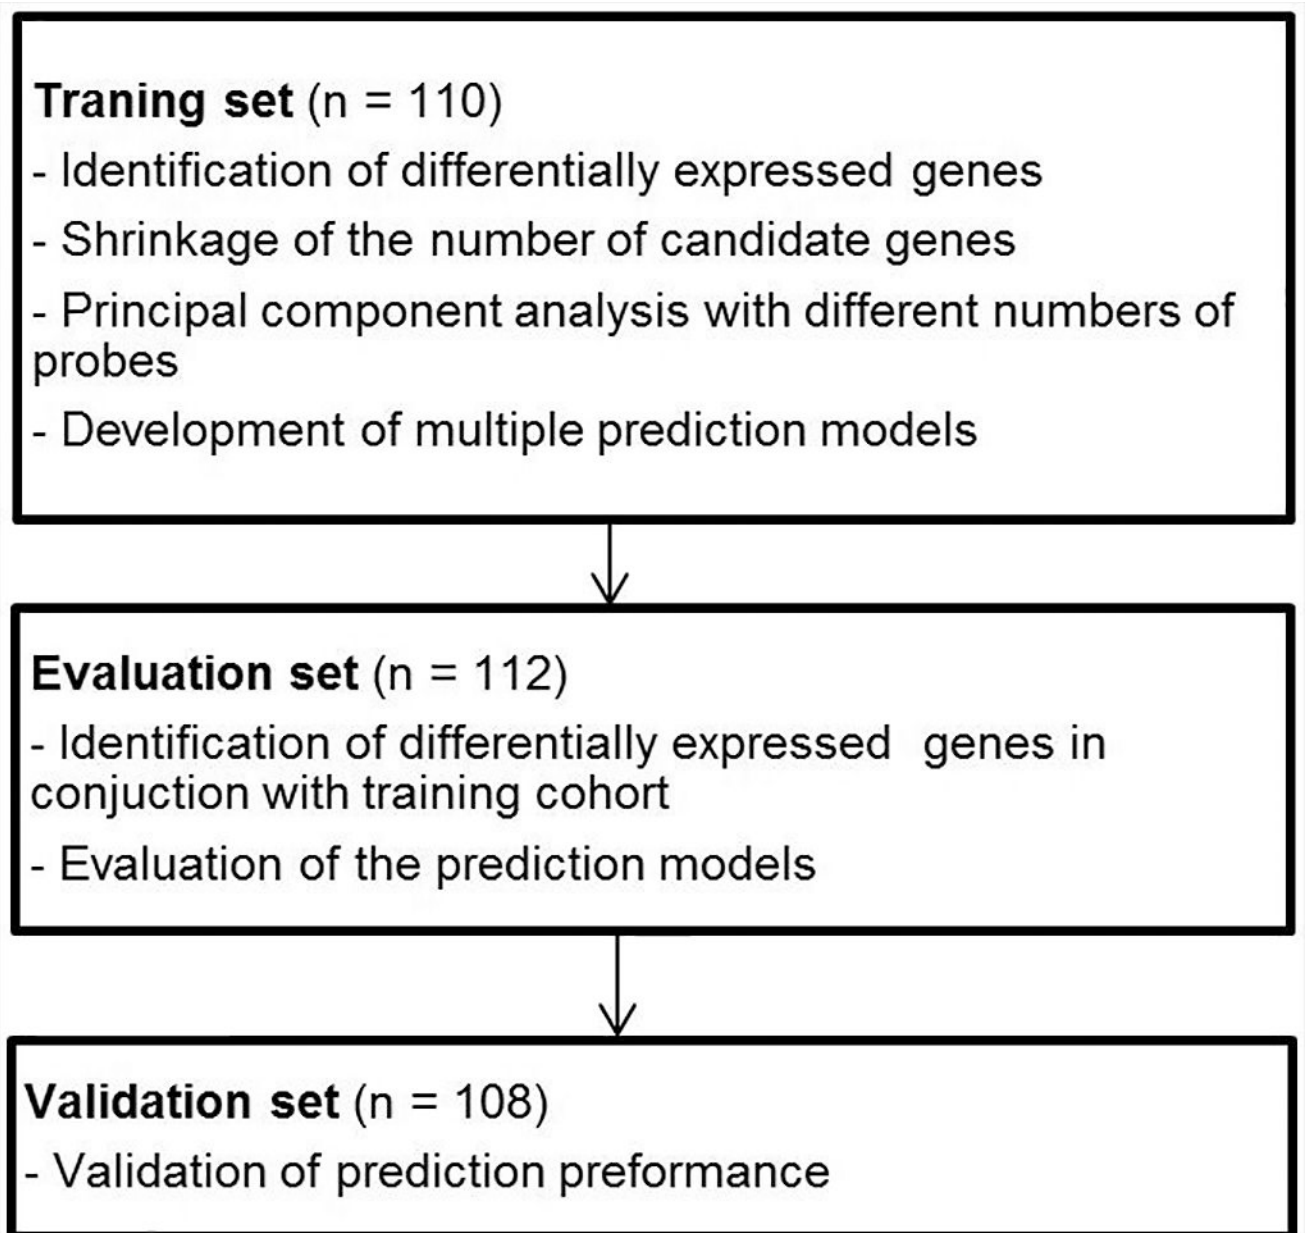 Traning set (n = 110)
- Identification of differentially expressed genes
- Shrinkage of the number of candidate genes
- Principal component analysis with different numbers of
probes
- Development of multiple prediction models
Evaluation set (n = 112)
- Identification of differentially expressed genes in
conjuction with training cohort
- Evaluation of the prediction models
Validation set (n = 108)
- Validation of prediction preformance